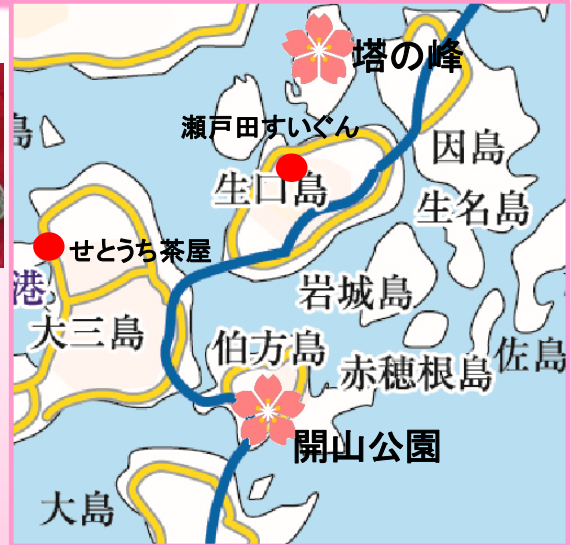 塔の峰
瀬戸田すいぐん
島
因島
生口島
生名島
せとうち茶屋
港
岩城島
大三島
伯方島
赤穂根島
佐島
開山公園
大島